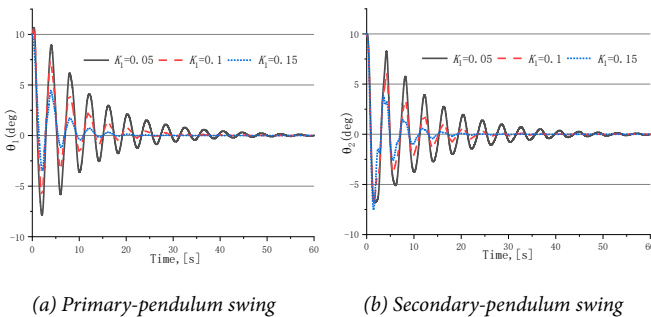 10
5
0
-5
-10
θ₁(deg)
K₁=0.05 K₁=0.1 K₁=0.15
0 10 20 30 40 50 60
Time,[s]
(a) Primary-pendulum swing
10
5
0
-5
-10
θ₂(deg)
K₁=0.05 K₁=0.1 K₁=0.15
0 10 20 30 40 50 60
Time,[s]
(b) Secondary-pendulum swing